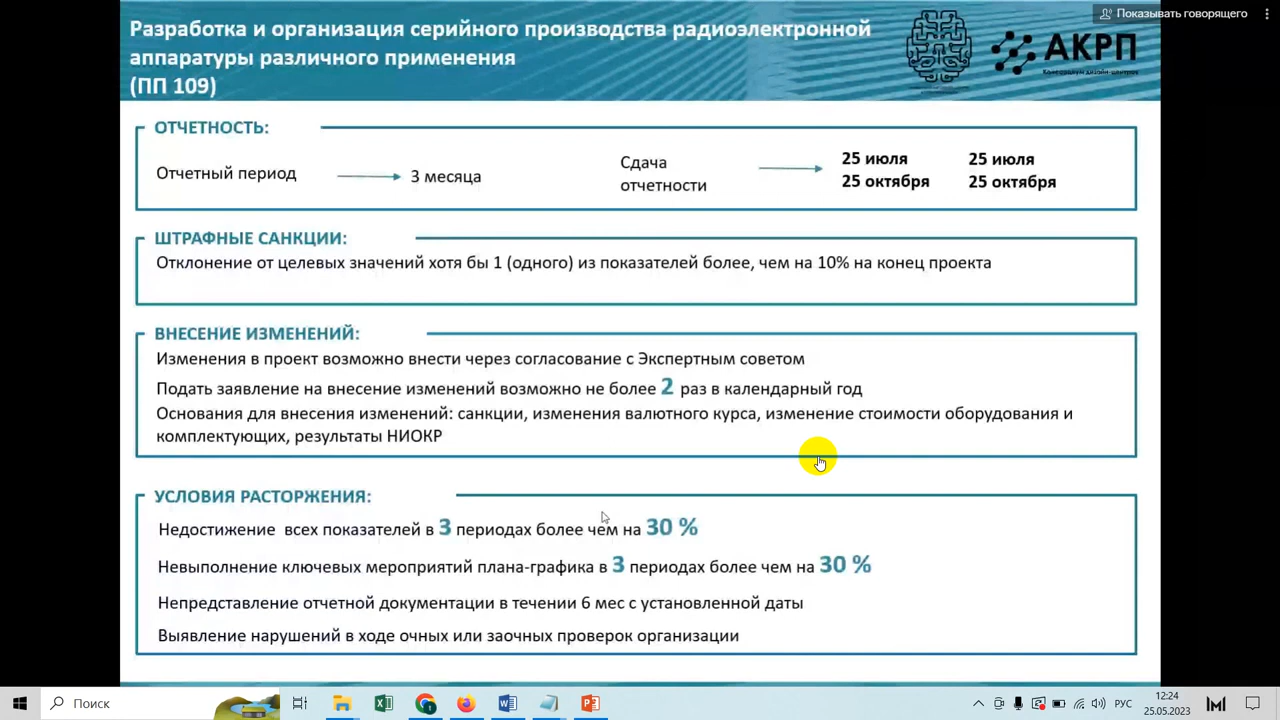 Показывать говорящего
Разработка и организация серийного производства радиоэлектронной
аппаратуры различного применения
(ПП 109)
АКРП
Консорциум дизайн-центров
ОТЧЕТНОСТЬ:
Отчетный период
3 месяца
Сдача
отчетности
25 июля 25 июля
25 октября 25 октября
ШТРАФНЫЕ САНКЦИИ:
Отклонение от целевых значений хотя бы 1 (одного) из показателей более, чем на 10% на конец проекта
ВНЕСЕНИЕ ИЗМЕНЕНИЙ:
Изменения в проект возможно внести через согласование с Экспертным советом
Подать заявление на внесение изменений возможно не более 2 раз в календарный год
Основания для внесения изменений: санкции, изменения валютного курса, изменение стоимости оборудования и
комплектующих, результаты НИОКР
УСЛОВИЯ РАСТОРЖЕНИЯ:
Недостижение всех показателей в 3 периодах более чем на 30 %
Невыполнение ключевых мероприятий плана-графика в 3 периодах более чем на 30 %
Непредставление отчетной документации в течении 6 мес с установленной даты
Выявление нарушений в ходе очных или заочных проверок организации
Поиск
РУС
12:24
25.05.2023